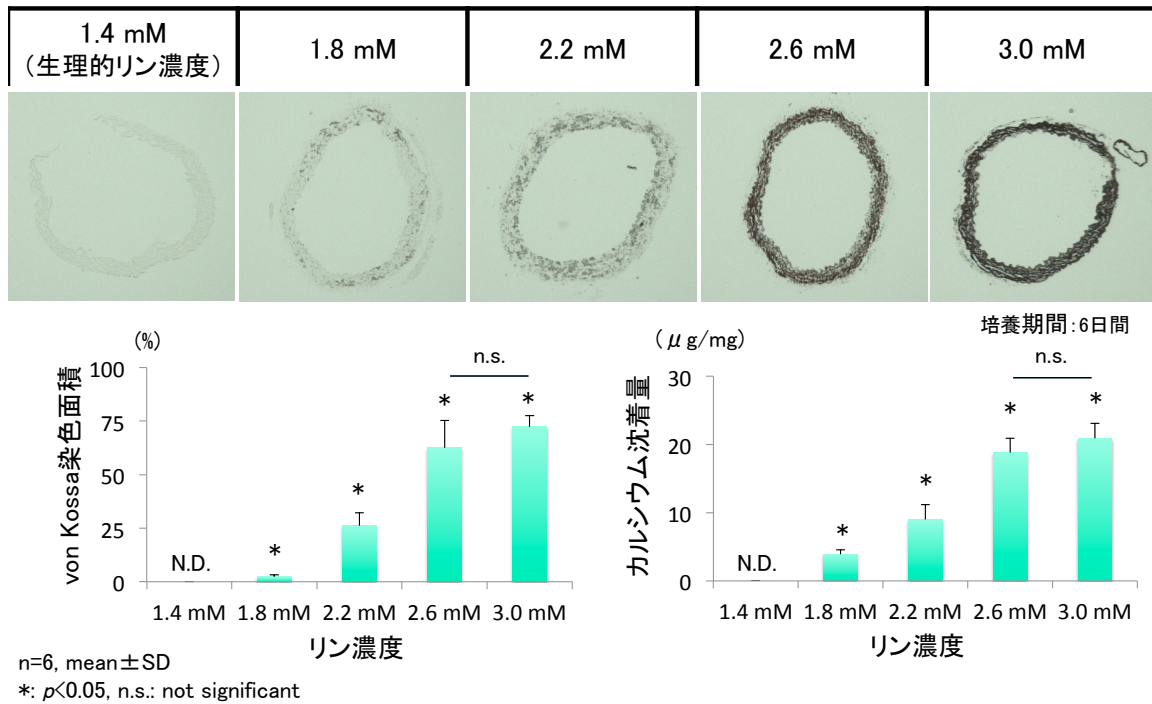 1.4 mM
（生理的リン濃度）
1.8 mM
2.2 mM
2.6 mM
3.0 mM
培養期間：6日間
(%)
von Kossa染色面積
100
75
50
25
0
N.D.
*
*
*
*
n.s.
1.4 mM 1.8 mM 2.2 mM 2.6 mM 3.0 mM
リン濃度
(μg/mg)
カルシウム沈着量
30
20
10
0
N.D.
*
*
*
*
n.s.
1.4 mM 1.8 mM 2.2 mM 2.6 mM 3.0 mM
リン濃度
n=6, mean±SD
*: p<0.05, n.s.: not significant